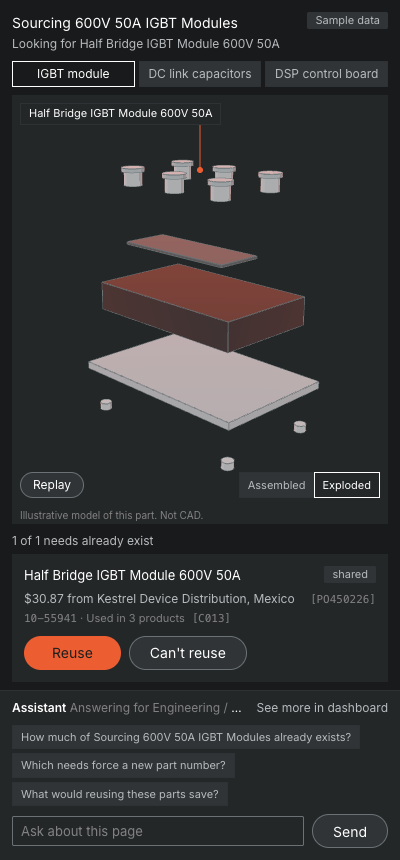 Sourcing 600V 50A IGBT Modules
Sample data
Looking for Half Bridge IGBT Module 600V 50A
IGBT module
DC link capacitors
DSP control board
Half Bridge IGBT Module 600V 50A
Replay
Assembled
Exploded
Illustrative model of this part. Not CAD.
1 of 1 needs already exist
Half Bridge IGBT Module 600V 50A
shared
$30.87 from Kestrel Device Distribution, Mexico
[PO450226]
10-55941 · Used in 3 products [C013]
Reuse
Can't reuse
Assistant Answering for Engineering / ...
See more in dashboard
How much of Sourcing 600V 50A IGBT Modules already exists?
Which needs force a new part number?
What would reusing these parts save?
Ask about this page
Send